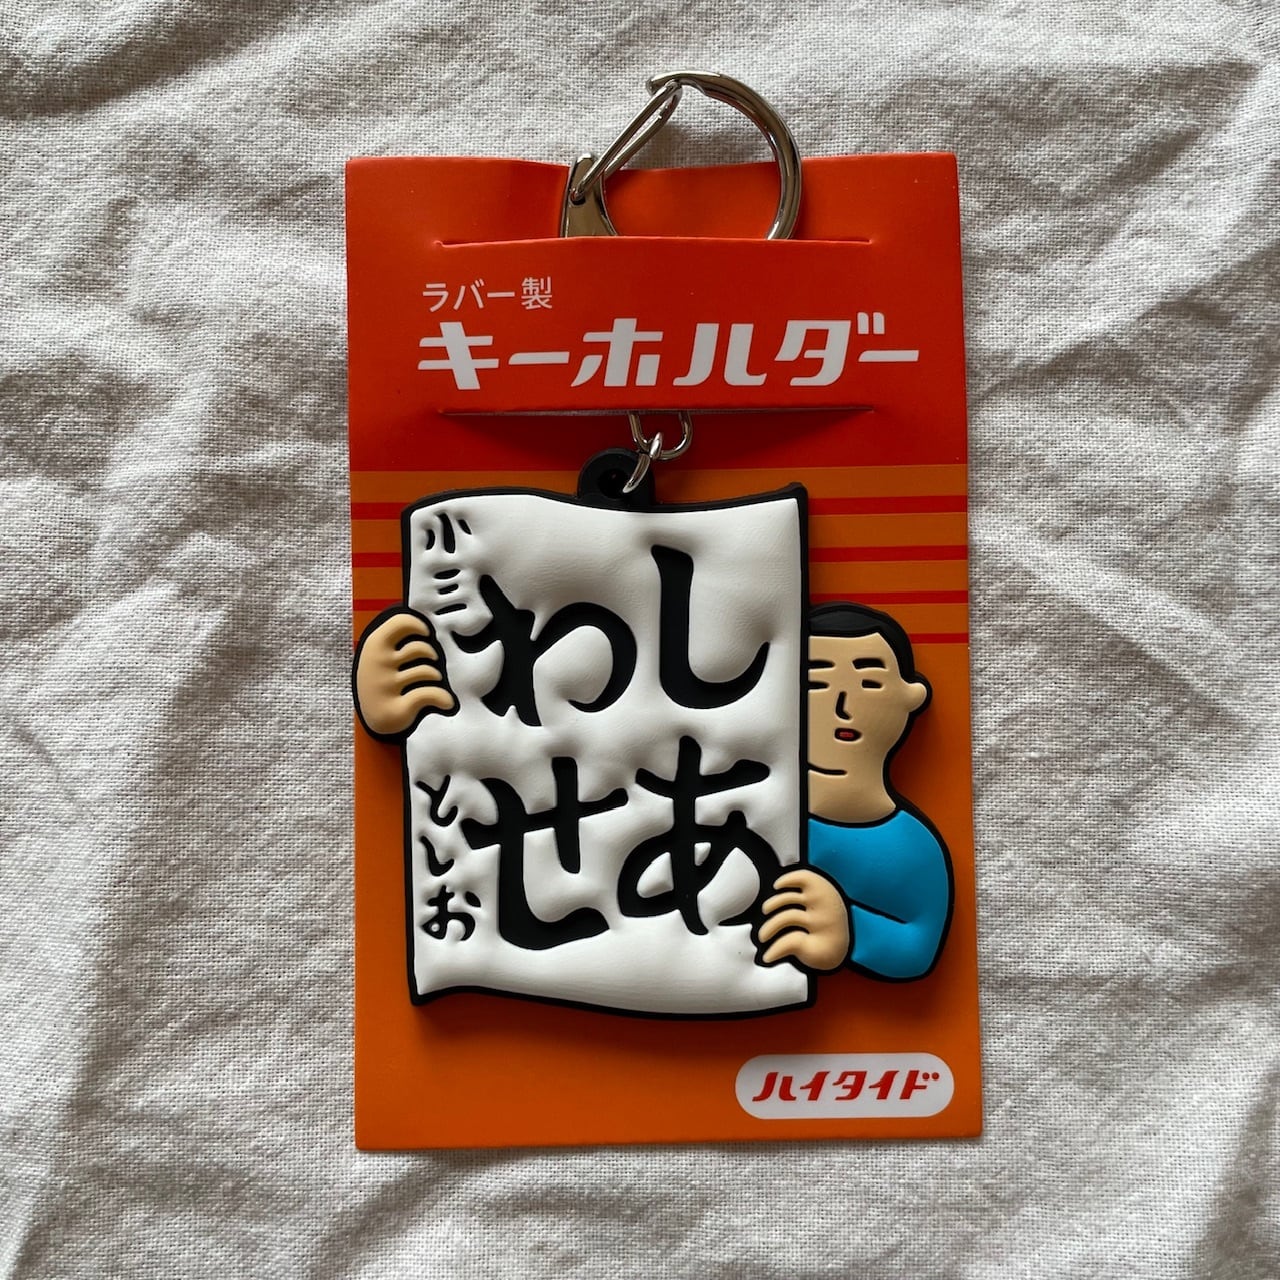 ラバー製
キーホルダー
しあ
わせ
小三 としお
ハイタイド